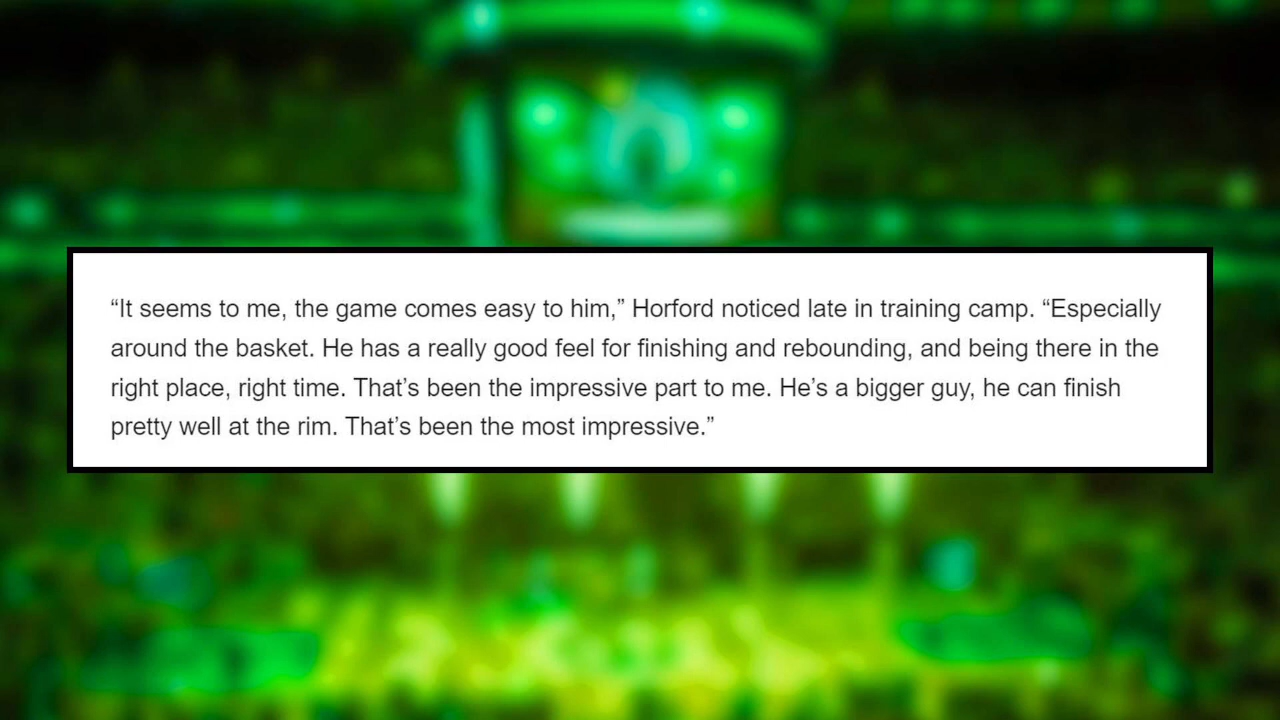 “It seems to me, the game comes easy to him,” Horford noticed late in training camp. “Especially
around the basket. He has a really good feel for finishing and rebounding, and being there in the
right place, right time. That’s been the impressive part to me. He’s a bigger guy, he can finish
pretty well at the rim. That’s been the most impressive.”